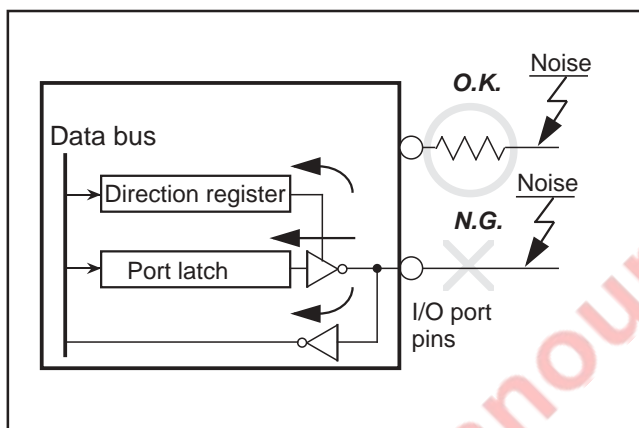 Noise
O.K.
Data bus
Direction register
Noise
N.G.
Port latch
I/O port
pins